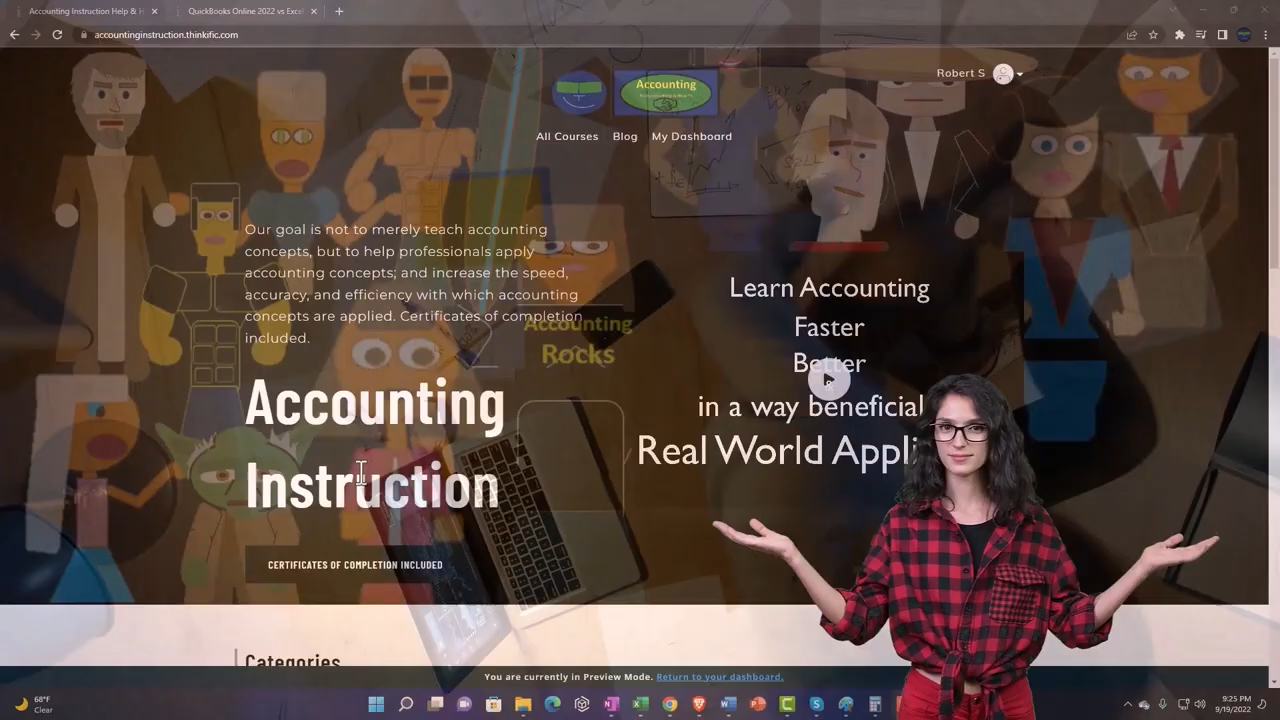 Accounting Instruction Help & H
QuickBooks Online 2022 vs Excel
accountinginstruction.thinkific.com
Robert S
Accounting
All Courses
Blog
My Dashboard
Our goal is not to merely teach accounting
concepts, but to help professionals apply
accounting concepts; and increase the speed,
accuracy, and efficiency with which accounting
concepts are applied. Certificates of completion
included.
Accounting
Rocks
Learn Accounting
Faster
Better
&
in a way beneficial
Real World Appli
Accounting
Instruction
CERTIFICATES OF COMPLETION INCLUDED
Categories
You are currently in Preview Mode. Return to your dashboard.
68°F
Clear
9:25 PM
9/19/2022